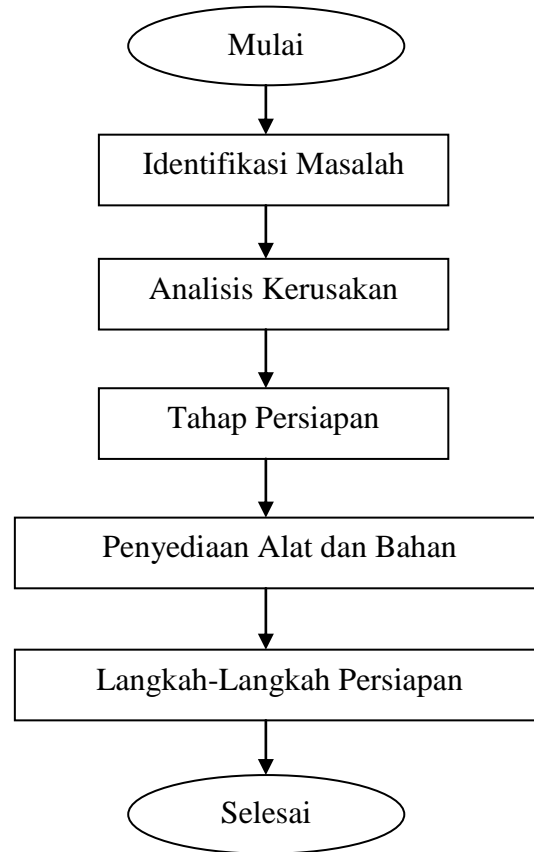 Mulai
Identifikasi Masalah
Analisis Kerusakan
Tahap Persiapan
Penyediaan Alat dan Bahan
Langkah-Langkah Persiapan
Selesai